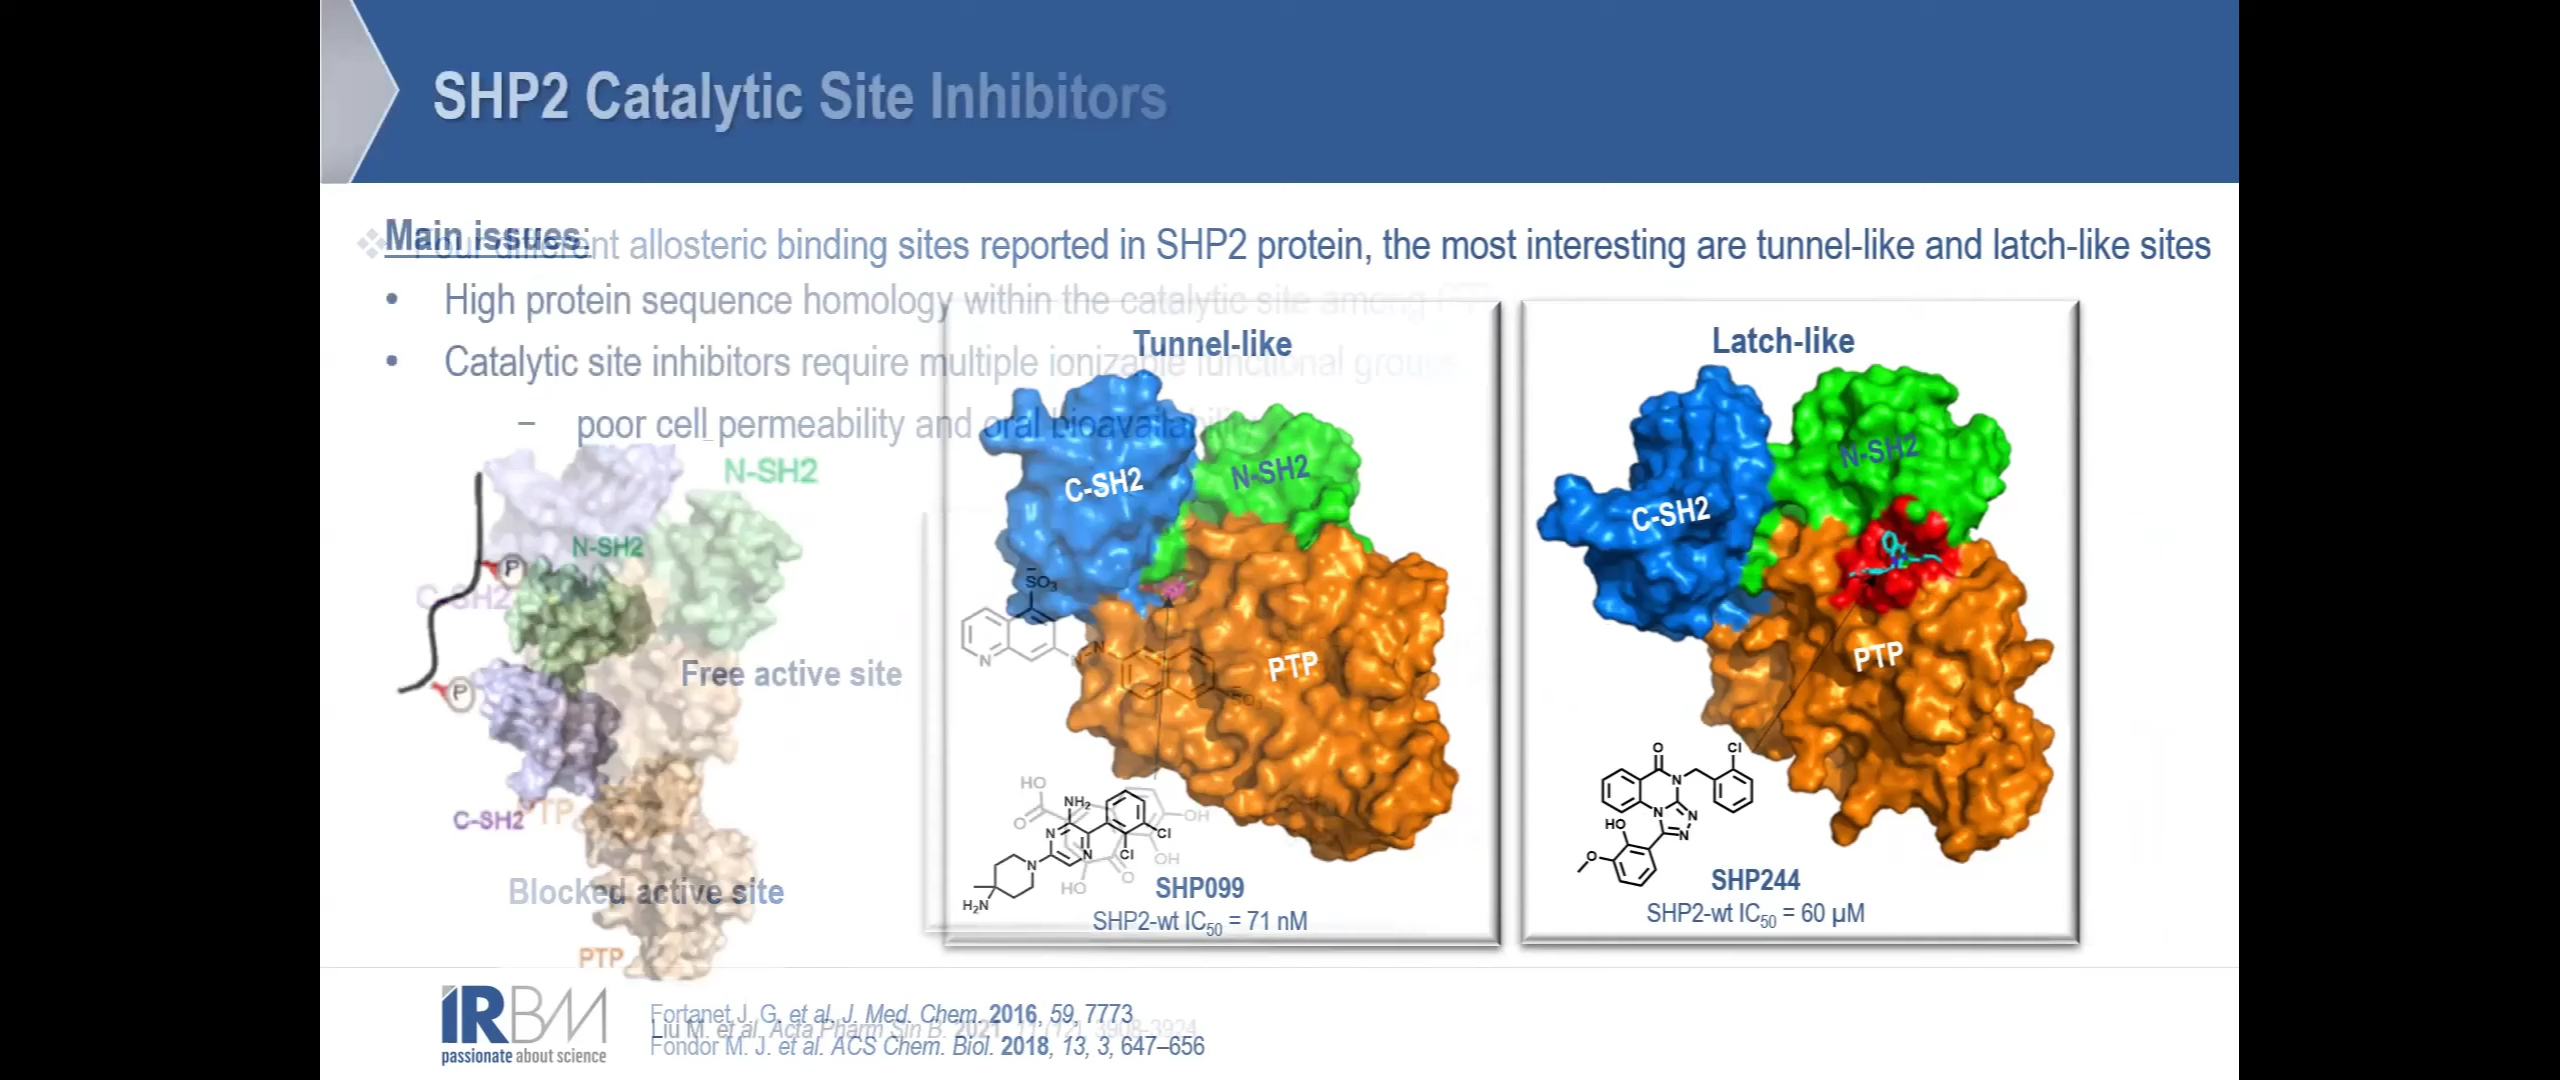 SHP2 Catalytic Site Inhibitors
Main issues:
different allosteric binding sites reported in SHP2 protein, the most interesting are tunnel-like and latch-like sites
• High protein sequence homology within the catalytic site among
• Catalytic site inhibitors require multiple ionizable functional groups
– poor cell permeability and oral bioavailability
Tunnel-like
C-SH2
N-SH2
PTP
SO3
N
N
N
SO3
HO
O
OH
OH
HO
O
NH2
N
N
N
Cl
Cl
H2N
SHP099
SHP2-wt IC50 = 71 nM
Latch-like
C-SH2
N-SH2
PTP
O
Cl
N
N
N
N
HO
O
SHP244
SHP2-wt IC50 = 60 µM
N-SH2
N-SH2
P
C-SH2
Free active site
P
C-SH2
PTP
Blocked active site
PTP
IRBM
passionate about science
Fortanet J. G. et al. J. Med. Chem. 2016, 59, 7773
Liu M. et al. Acta Pharm Sin B. 2021, 11 (12), 3908-3924
Fondor M. J. et al. ACS Chem. Biol. 2018, 13, 3, 647–656